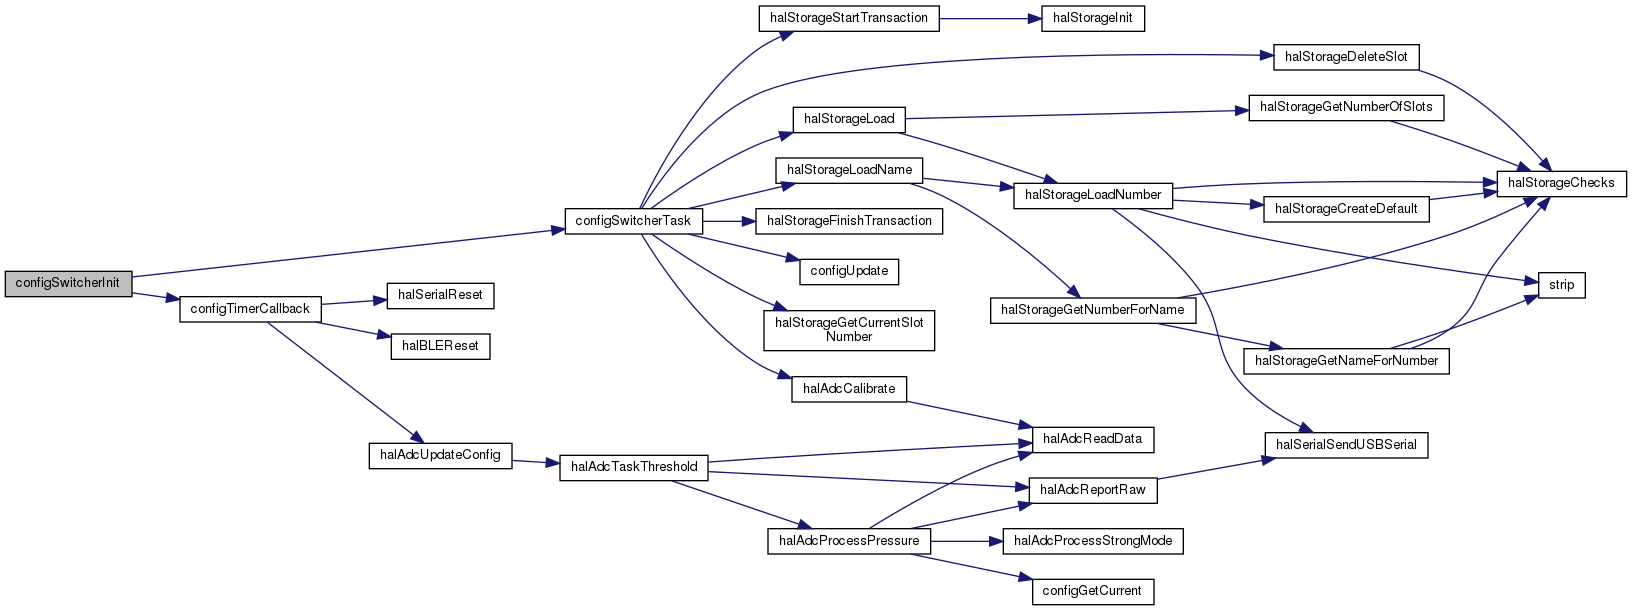 halStorageStartTransaction
halStorageInit
halStorageDeleteSlot
halStorageGetNumberOfSlots
halStorageLoad
halStorageLoadName
halStorageChecks
halStorageLoadNumber
halStorageCreateDefault
configSwitcherTask
halStorageFinishTransaction
configUpdate
configSwitcherInit
strip
halSerialReset
configTimerCallback
halStorageGetNumberForName
halStorageGetCurrentSlot
Number
halBLEReset
halStorageGetNameForNumber
halAdcCalibrate
halAdcReadData
halSerialSendUSBSerial
halAdcUpdateConfig
halAdcTaskThreshold
halAdcReportRaw
halAdcProcessPressure
halAdcProcessStrongMode
configGetCurrent